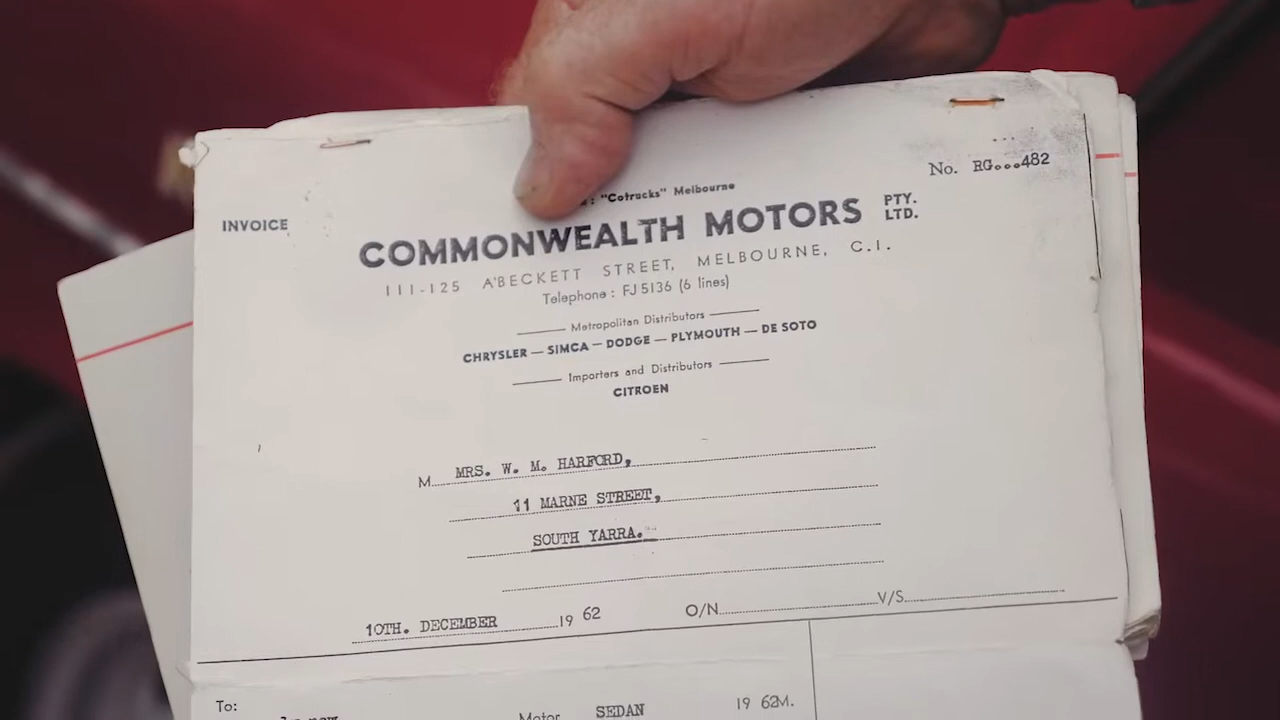 No. RG...482
: "Cotrucks" Melbourne
INVOICE
COMMONWEALTH MOTORS PTY. LTD.
111-125 A'BECKETT STREET, MELBOURNE, C.I.
Telephone : FJ 5136 (6 lines)
Metropolitan Distributors
CHRYSLER — SIMCA — DODGE — PLYMOUTH — DE SOTO
Importers and Distributors
CITROEN
M MRS. W. M. HARFORD,
11 MARNE STREET,
SOUTH YARRA.
10TH. DECEMBER 19 62 O/N V/S
To:
new Motor SEDAN 19 62M.